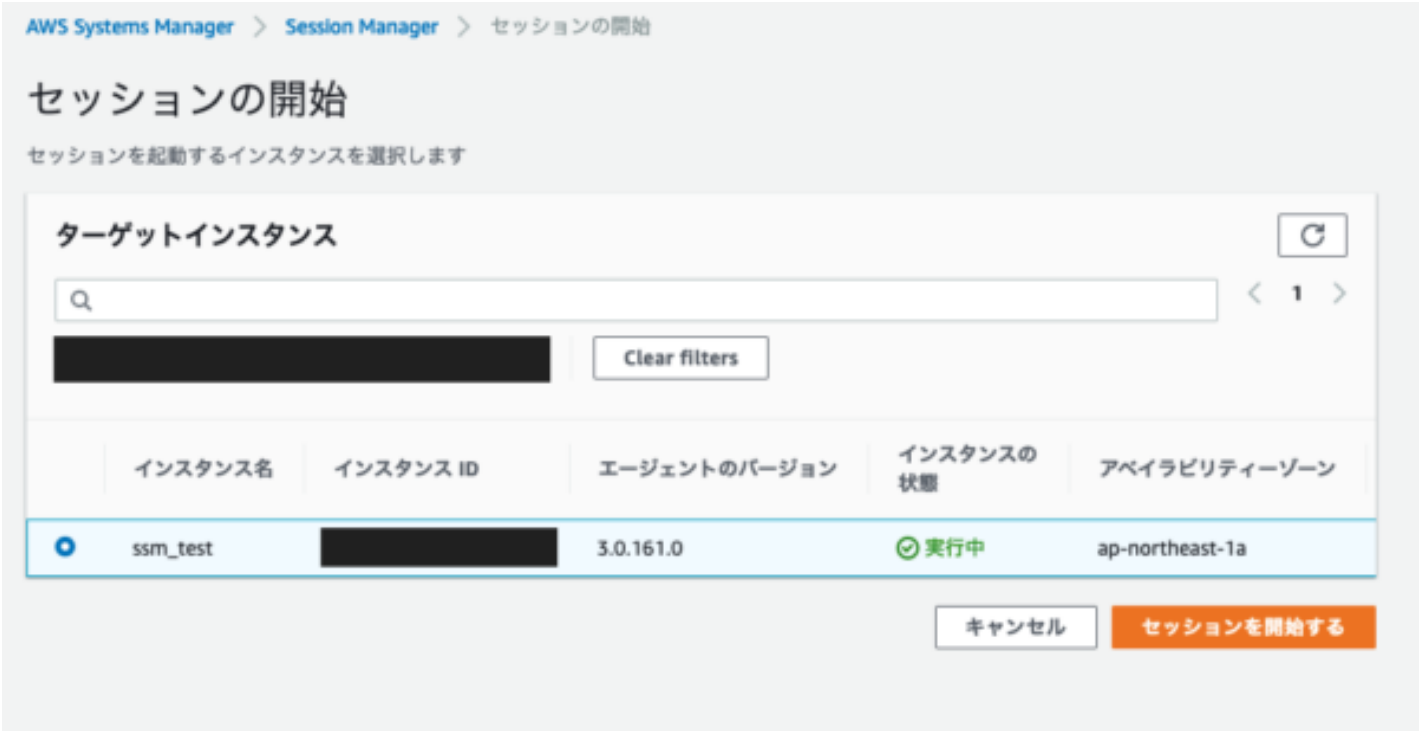 AWS Systems Manager > Session Manager > セッションの開始
セッションの開始
セッションを起動するインスタンスを選択します
ターゲットインスタンス
< 1 >
Clear filters
インスタンス名 インスタンス ID エージェントのバージョン インスタンスの状態 アベイラビリティーゾーン
ssm_test 3.0.161.0 実行中 ap-northeast-1a
キャンセル セッションを開始する